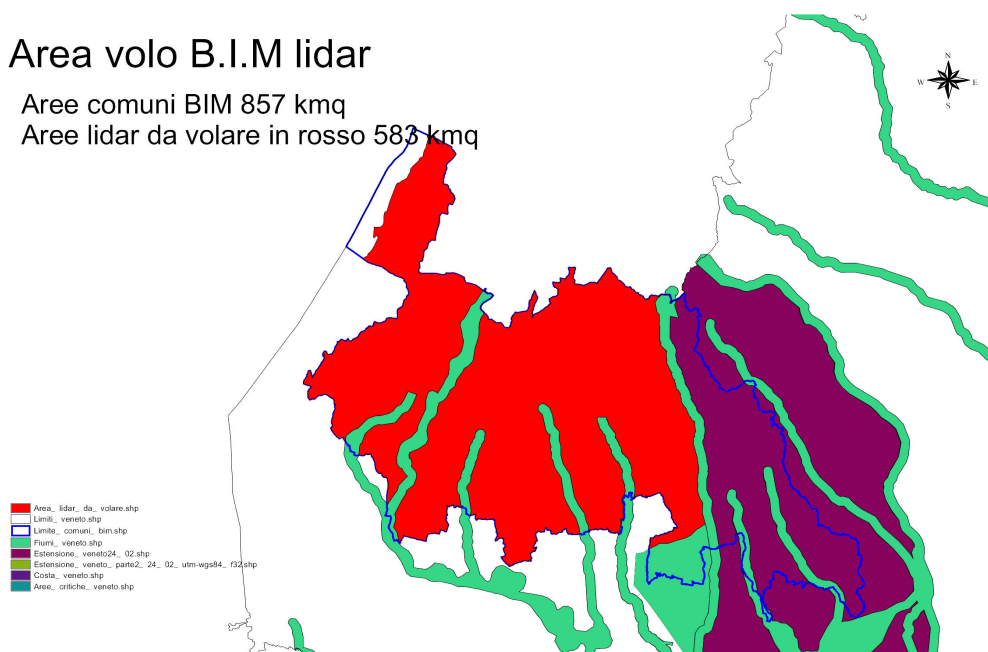 Area volo B.I.M lidar
Aree comuni BIM 857 kmq
Aree lidar da volare in rosso 583 kmq
N
W E
S
Area_ lidar_ da_ volare.shp
Limiti_ veneto.shp
Limite_ comuni_ bim.shp
Fiumi_ veneto.shp
Estensione_ veneto24_ 02.shp
Estensione_ veneto_ parte2_ 24_ 02_ utm-wgs84_ f32.shp
Costa_ veneto.shp
Aree_ critiche_ veneto.shp